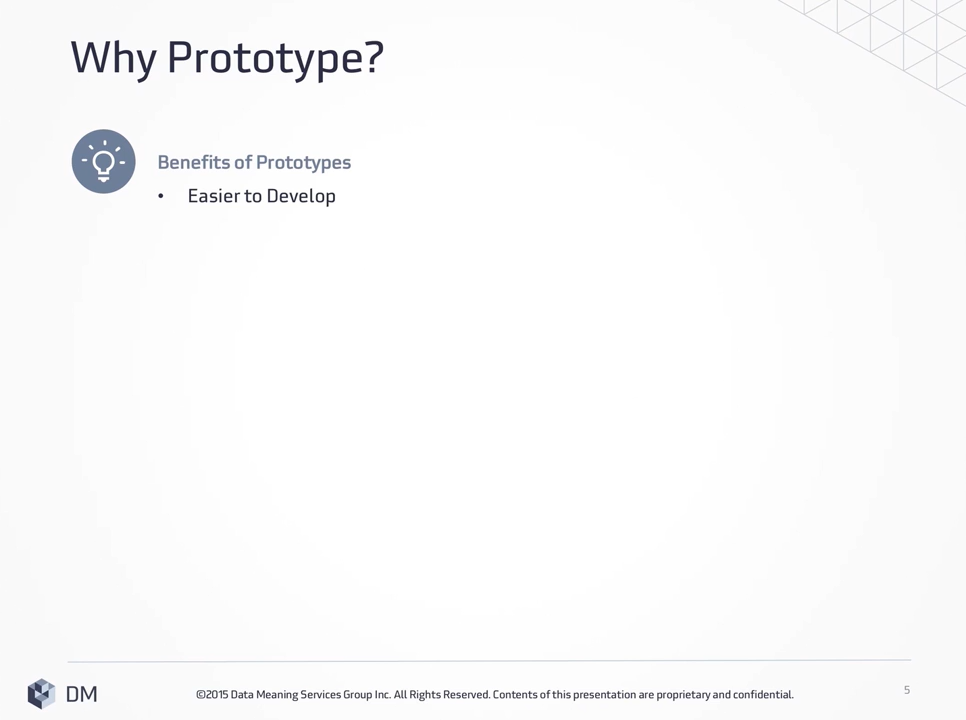 Why Prototype?
Benefits of Prototypes
• Easier to Develop
DM
©2015 Data Meaning Services Group Inc. All Rights Reserved. Contents of this presentation are proprietary and confidential.
5